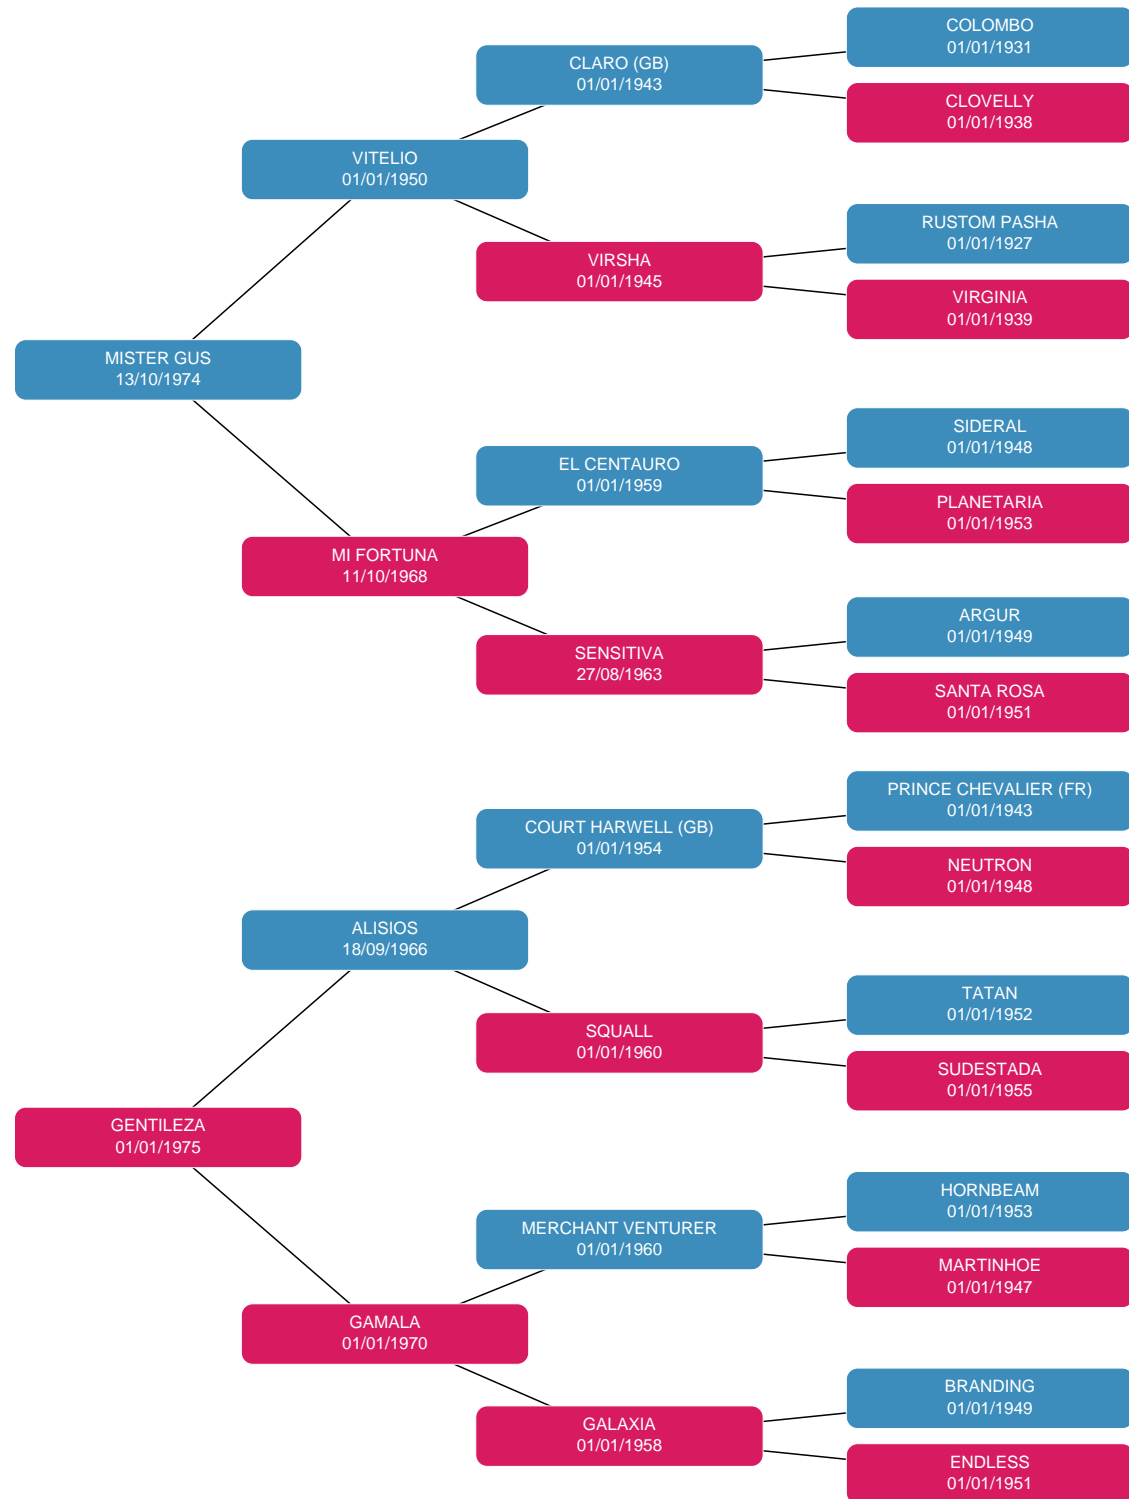 COLOMBO
01/01/1931
CLARO (GB)
01/01/1943
CLOVELLY
01/01/1938
VITELIO
01/01/1950
RUSTOM PASHA
01/01/1927
VIRSHA
01/01/1945
VIRGINIA
01/01/1939
MISTER GUS
13/10/1974
SIDERAL
01/01/1948
EL CENTAURO
01/01/1959
PLANETARIA
01/01/1953
MI FORTUNA
11/10/1968
ARGUR
01/01/1949
SENSITIVA
27/08/1963
SANTA ROSA
01/01/1951
PRINCE CHEVALIER (FR)
01/01/1943
COURT HARWELL (GB)
01/01/1954
NEUTRON
01/01/1948
ALISIOS
18/09/1966
TATAN
01/01/1952
SQUALL
01/01/1960
SUDESTADA
01/01/1955
GENTILEZA
01/01/1975
HORNBEAM
01/01/1953
MERCHANT VENTURER
01/01/1960
MARTINHOE
01/01/1947
GAMALA
01/01/1970
BRANDING
01/01/1949
GALAXIA
01/01/1958
ENDLESS
01/01/1951